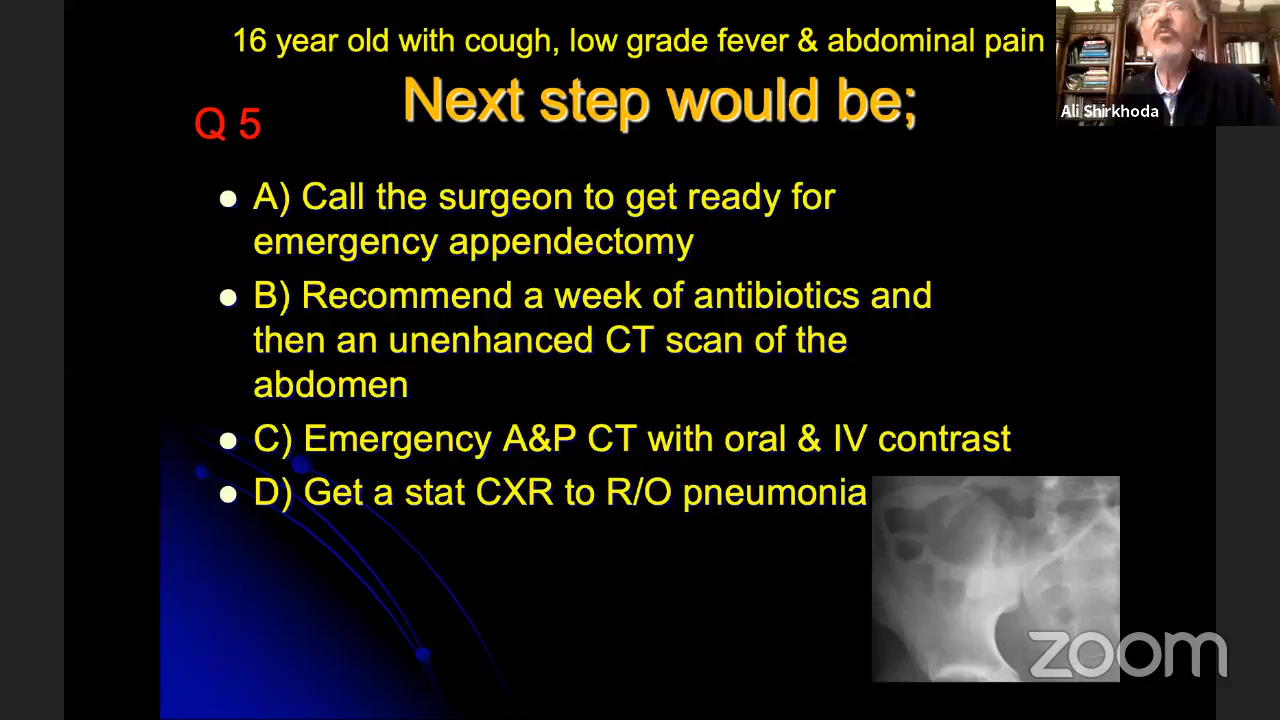 16 year old with cough, low grade fever & abdominal pain
Next step would be;
Q 5
Ali Shirkhoda
● A) Call the surgeon to get ready for
emergency appendectomy
● B) Recommend a week of antibiotics and
then an unenhanced CT scan of the
abdomen
● C) Emergency A&P CT with oral & IV contrast
● D) Get a stat CXR to R/O pneumonia
zoom